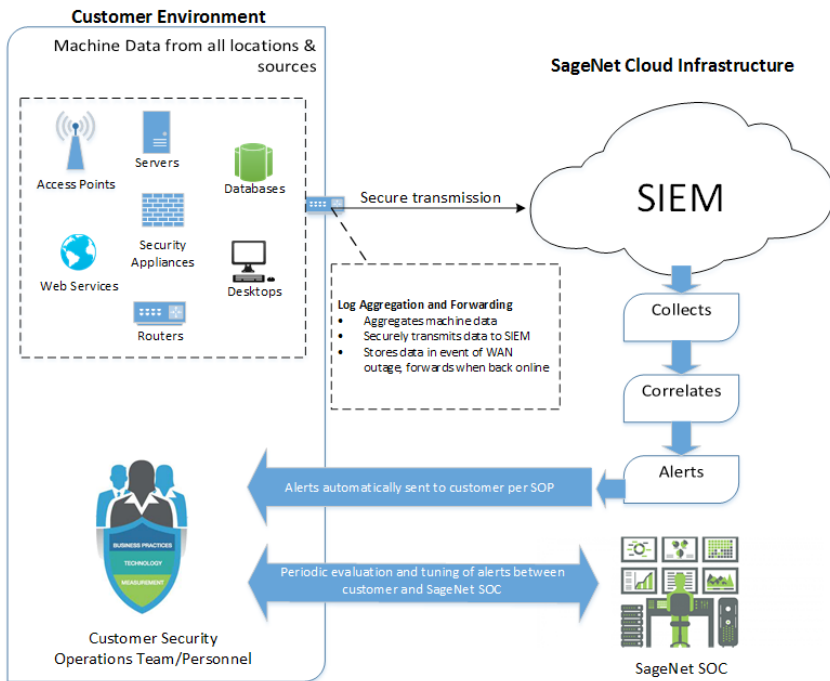 Customer Environment
Machine Data from all locations &
sources
SageNet Cloud Infrastructure
Access Points
Servers
Databases
Security
Appliances
Web Services
Desktops
Routers
Secure transmission
SIEM
Log Aggregation and Forwarding
• Aggregates machine data
• Securely transmits data to SIEM
• Stores data in event of WAN
outage, forwards when back online
Collects
Correlates
Alerts
Alerts automatically sent to customer per SOP
BUSINESS PRACTICES
TECHNOLOGY
MEASUREMENT
Periodic evaluation and tuning of alerts between
customer and SageNet SOC
Customer Security
Operations Team/Personnel
SageNet SOC